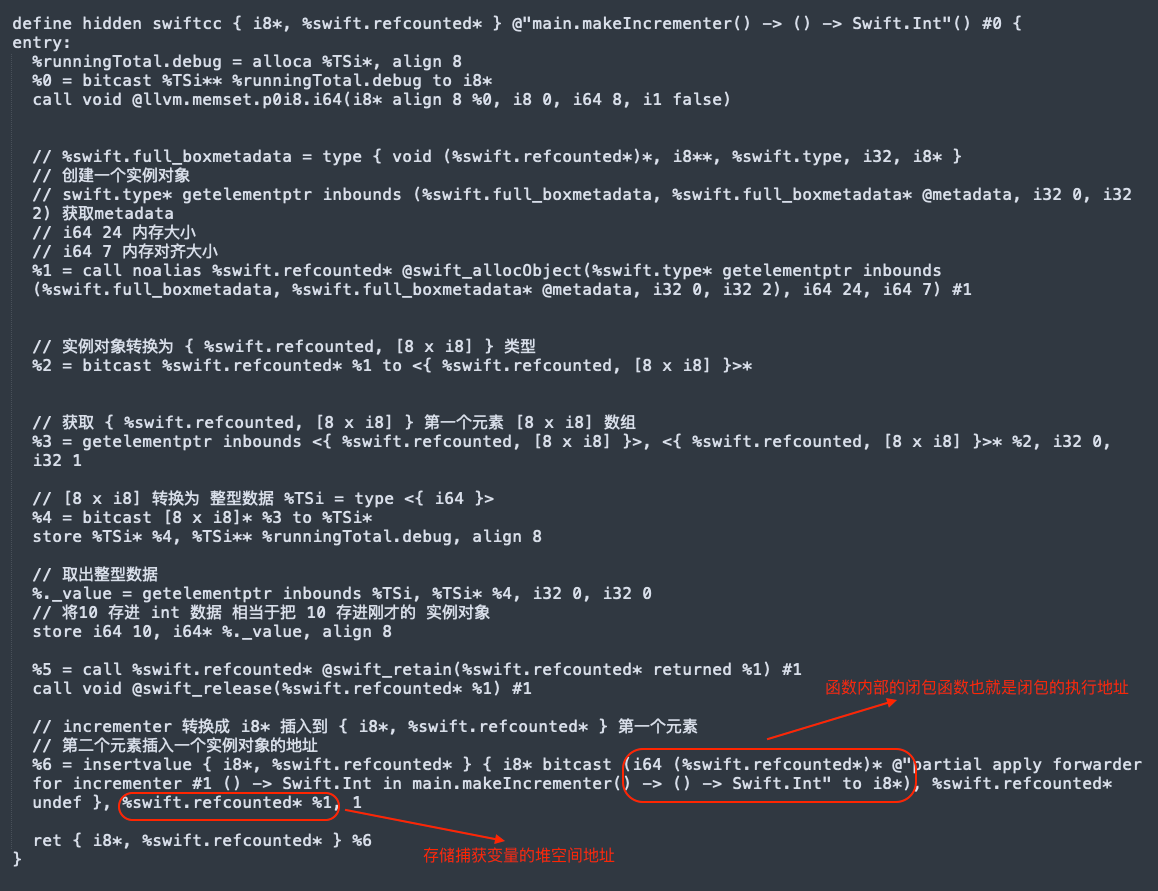 define hidden swiftcc { i8*, %swift.refcounted* } @"main.makeIncrementer() -> () -> Swift.Int"() #0 {
entry:
%runningTotal.debug = alloca %TSi*, align 8
%0 = bitcast %TSi** %runningTotal.debug to i8*
call void @llvm.memset.p0i8.i64(i8* align 8 %0, i8 0, i64 8, i1 false)
// %swift.full_boxmetadata = type { void (%swift.refcounted*)*, i8**, %swift.type, i32, i8* }
// 创建一个实例对象
// swift.type* getelementptr inbounds (%swift.full_boxmetadata, %swift.full_boxmetadata* @metadata, i32 0, i32
2) 获取metadata
// i64 24 内存大小
// i64 7 内存对齐大小
%1 = call noalias %swift.refcounted* @swift_allocObject(%swift.type* getelementptr inbounds
(%swift.full_boxmetadata, %swift.full_boxmetadata* @metadata, i32 0, i32 2), i64 24, i64 7) #1
// 实例对象转换为 { %swift.refcounted, [8 x i8] } 类型
%2 = bitcast %swift.refcounted* %1 to <{ %swift.refcounted, [8 x i8] }>*
// 获取 { %swift.refcounted, [8 x i8] } 第一个元素 [8 x i8] 数组
%3 = getelementptr inbounds <{ %swift.refcounted, [8 x i8] }>, <{ %swift.refcounted, [8 x i8] }>* %2, i32 0,
i32 1
// [8 x i8] 转换为 整型数据 %TSi = type <{ i64 }>
%4 = bitcast [8 x i8]* %3 to %TSi*
store %TSi* %4, %TSi** %runningTotal.debug, align 8
// 取出整型数据
%._value = getelementptr inbounds %TSi, %TSi* %4, i32 0, i32 0
// 将10 存进 int 数据 相当于把 10 存进刚才的 实例对象
store i64 10, i64* %._value, align 8
%5 = call %swift.refcounted* @swift_retain(%swift.refcounted* returned %1) #1
call void @swift_release(%swift.refcounted* %1) #1
函数内部的闭包函数也就是闭包的执行地址
// incrementer 转换成 i8* 插入到 { i8*, %swift.refcounted* } 第一个元素
// 第二个元素插入一个实例对象的地址
%6 = insertvalue { i8*, %swift.refcounted* } { i8* bitcast (i64 (%swift.refcounted*)* @"partial apply forwarder
for incrementer #1 () -> Swift.Int in main.makeIncrementer() -> () -> Swift.Int" to i8*), %swift.refcounted*
undef }, %swift.refcounted* %1, 1
ret { i8*, %swift.refcounted* } %6
存储捕获变量的堆空间地址
}